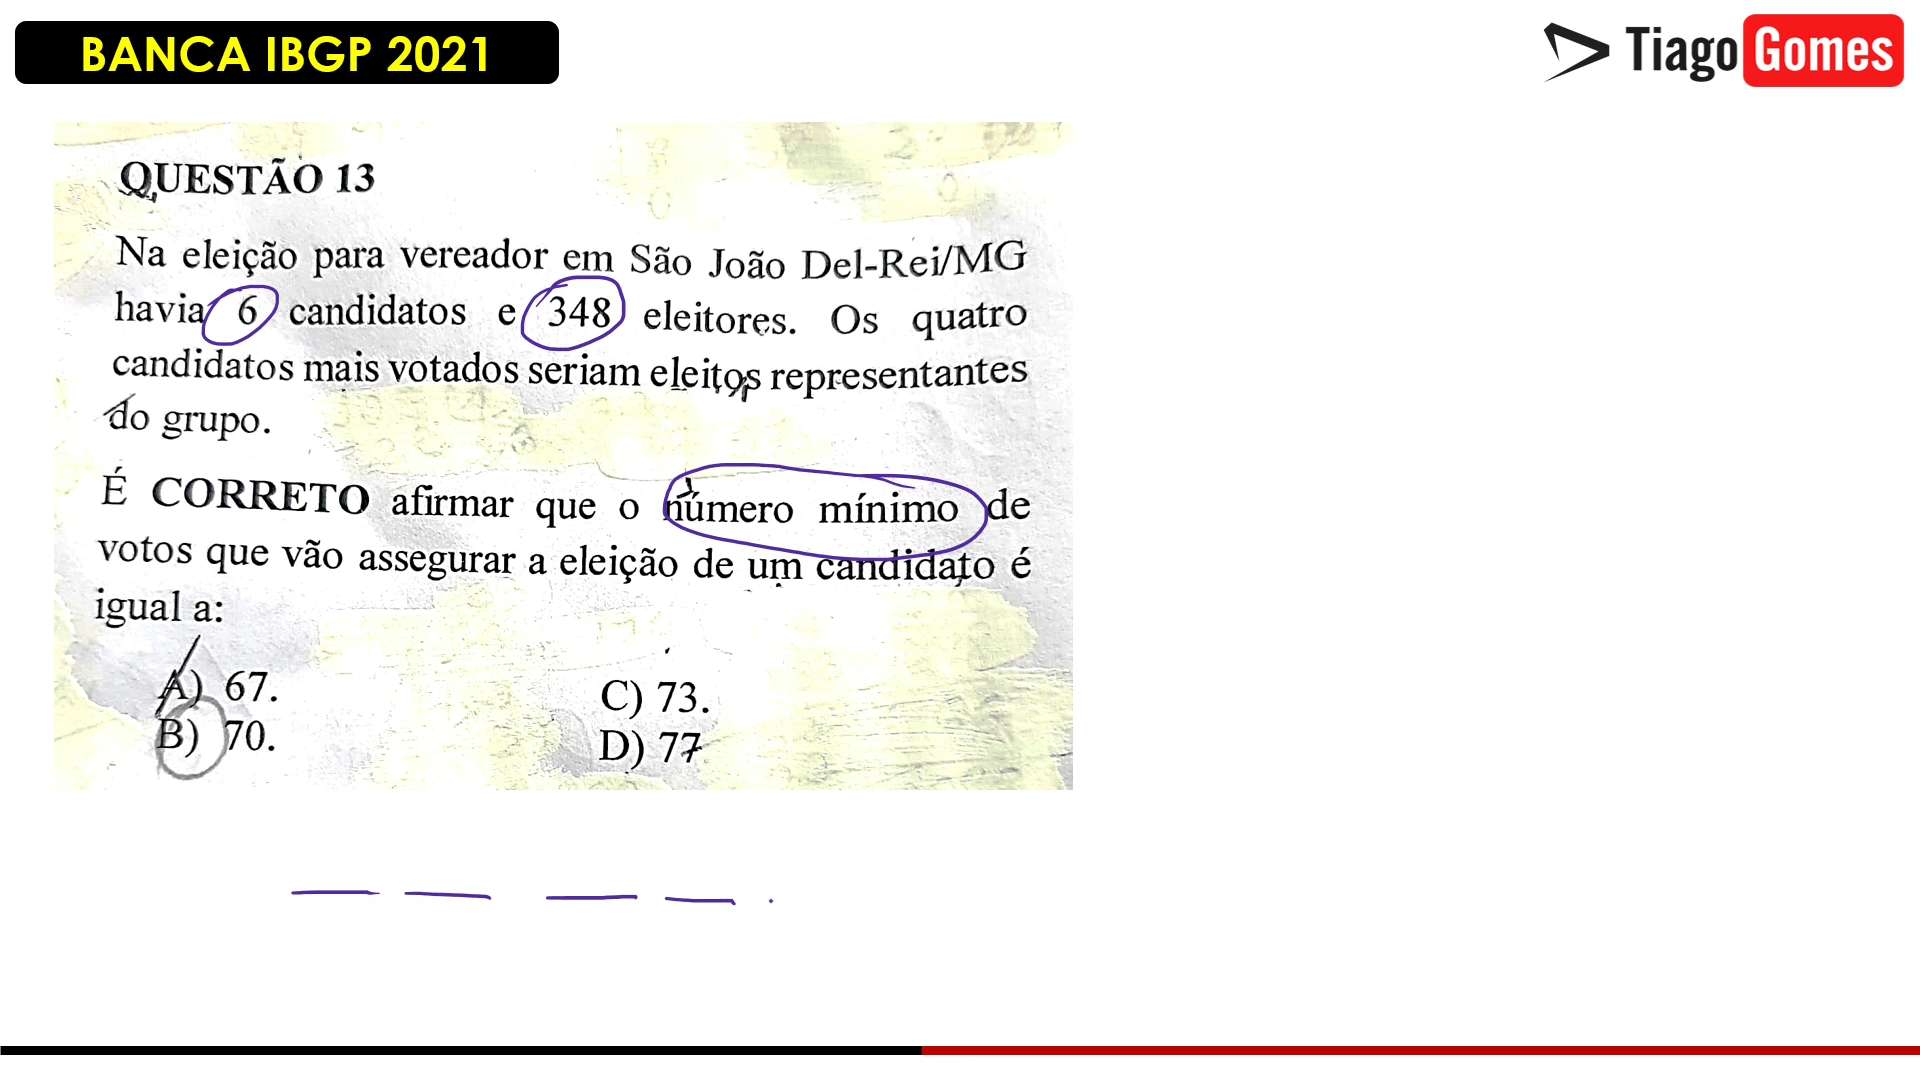 BANCA IBGP 2021
Tiago Gomes
QUESTÃO 13
Na eleição para vereador em São João Del-Rei/MG
havia 6 candidatos e 348 eleitores. Os quatro
candidatos mais votados seriam eleitos representantes
do grupo.
É CORRETO afirmar que o número mínimo de
votos que vão assegurar a eleição de um candidato é
igual a:
A) 67.
B) 70.
C) 73.
D) 77